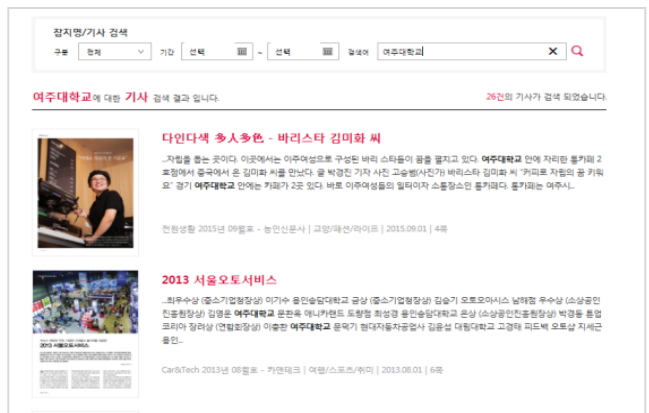 잡지명/기사 검색
구분 전체 기간 선택 ~ 선택 검색어 여주대학교
여주대학교에 대한 기사 검색 결과 입니다. 26건의 기사가 검색 되었습니다.
다인다색 多人多色 - 바리스타 김미화 씨
...자립을 돕는 곳이다. 이곳에서는 이주여성으로 구성된 바리 스타들이 꿈을 펼치고 있다. 여주대학교 안에 자리한 통카페 2
호점에서 중국에서 온 김미화 씨를 만났다. 글 박경진 기자 사진 고승범(사진가) 바리스타 김미화 씨 “커피로 자립의 꿈 키워
요” 경기 여주대학교 안에는 카페가 2곳 있다. 바로 이주여성들의 일터이자 소통장소인 통카페다. 통카페는 여주시...
전원생활 2015년 09월호 - 농민신문사 | 교양/패션/라이프 | 2015.09.01 | 4쪽
2013 서울오토서비스
...최우수상 (중소기업청장상) 이기수 용인송담대학교 금상 (중소기업청장상) 김승기 오토오아시스 남해점 우수상 (소상공인
진흥원장상) 김영운 여주대학교 문한옥 애니카랜드 도량점 최성경 용인송담대학교 은상 (소상공인진흥원장상) 박경동 튠업
코리아 장려상 (연합회장상) 이충한 여주대학교 문덕기 현대자동차공업사 김윤섭 대림대학교 고경태 피드백 오토샵 지세근
용인...
Car&Tech 2013년 08월호 - 카앤테크 | 여행/스포츠/취미 | 2013.08.01 | 6쪽
2013 서울오토서비스